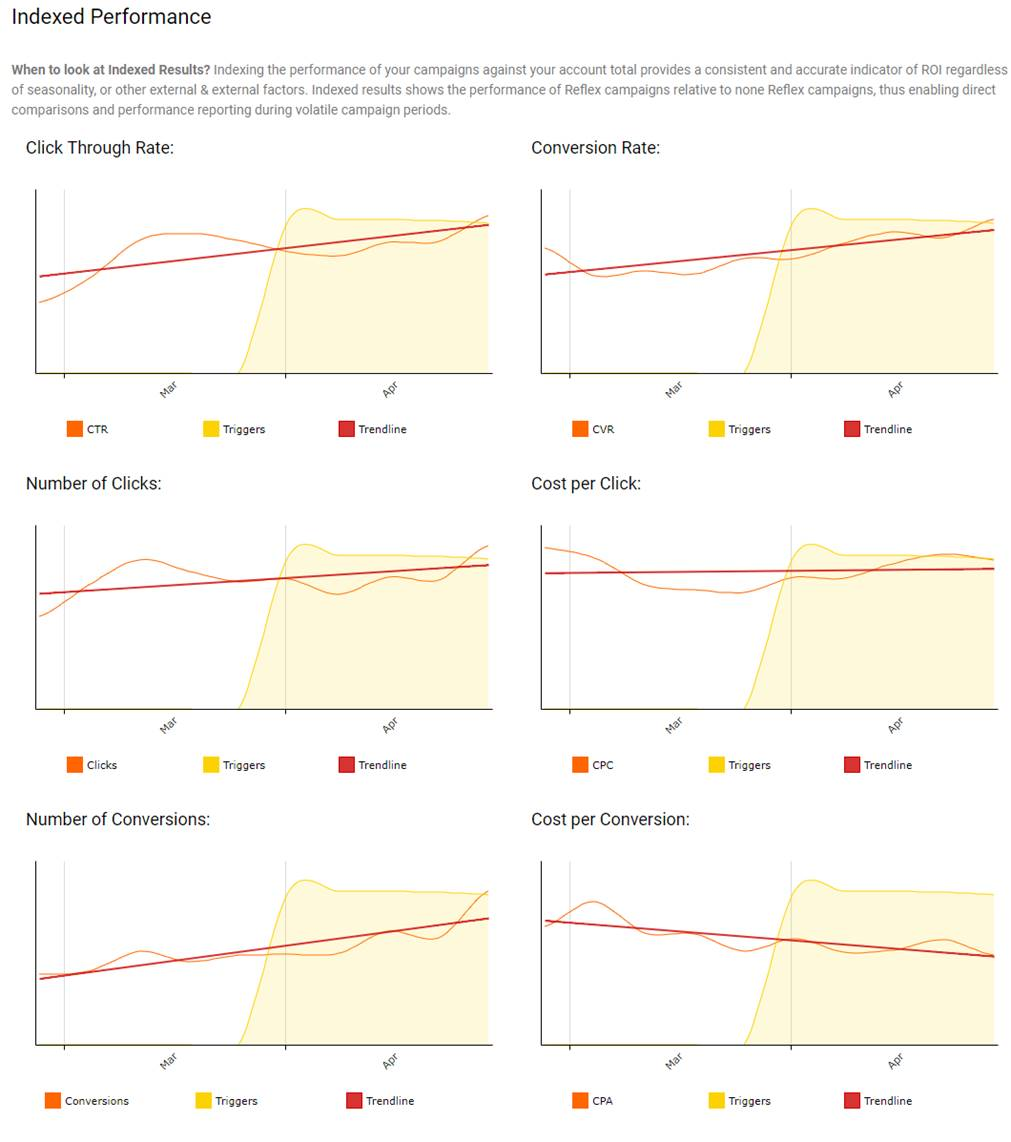 Indexed Performance
When to look at Indexed Results? Indexing the performance of your campaigns against your account total provides a consistent and accurate indicator of ROI regardless
of seasonality, or other external & external factors. Indexed results shows the performance of Reflex campaigns relative to none Reflex campaigns, thus enabling direct
comparisons and performance reporting during volatile campaign periods.
Click Through Rate:
Mar
Apr
CTR
Triggers
Trendline
Conversion Rate:
Mar
Apr
CVR
Triggers
Trendline
Number of Clicks:
Mar
Apr
Clicks
Triggers
Trendline
Cost per Click:
Mar
Apr
CPC
Triggers
Trendline
Number of Conversions:
Mar
Apr
Conversions
Triggers
Trendline
Cost per Conversion:
Mar
Apr
CPA
Triggers
Trendline